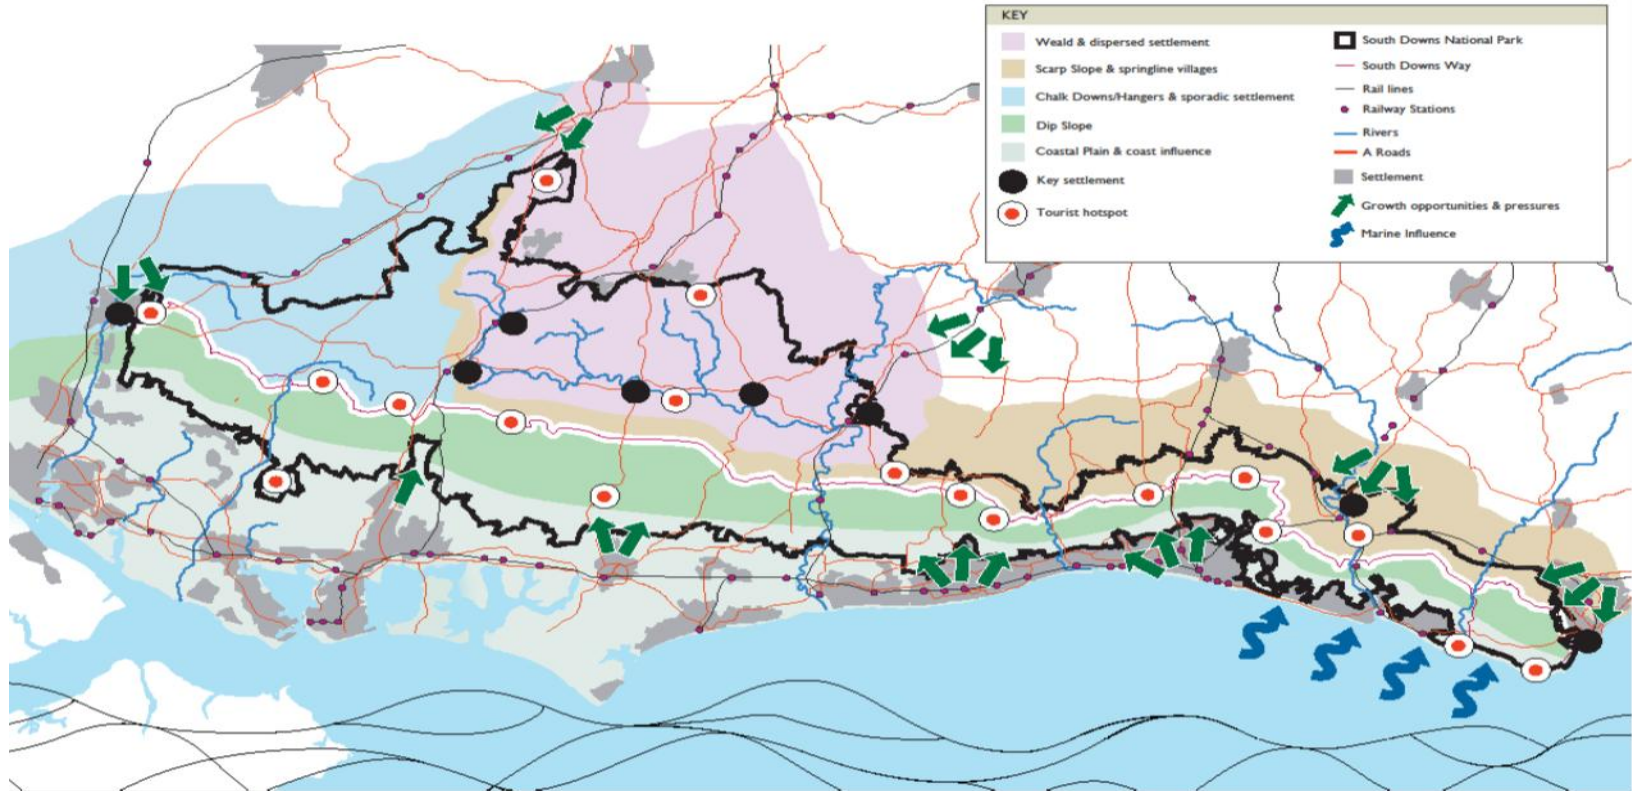 KEY
Weald & dispersed settlement
Scarp Slope & springline villages
Chalk Downs/Hangers & sporadic settlement
Dip Slope
Coastal Plain & coast influence
Key settlement
Tourist hotspot
South Downs National Park
South Downs Way
Rail lines
Railway Stations
Rivers
A Roads
Settlement
Growth opportunities & pressures
Marine Influence